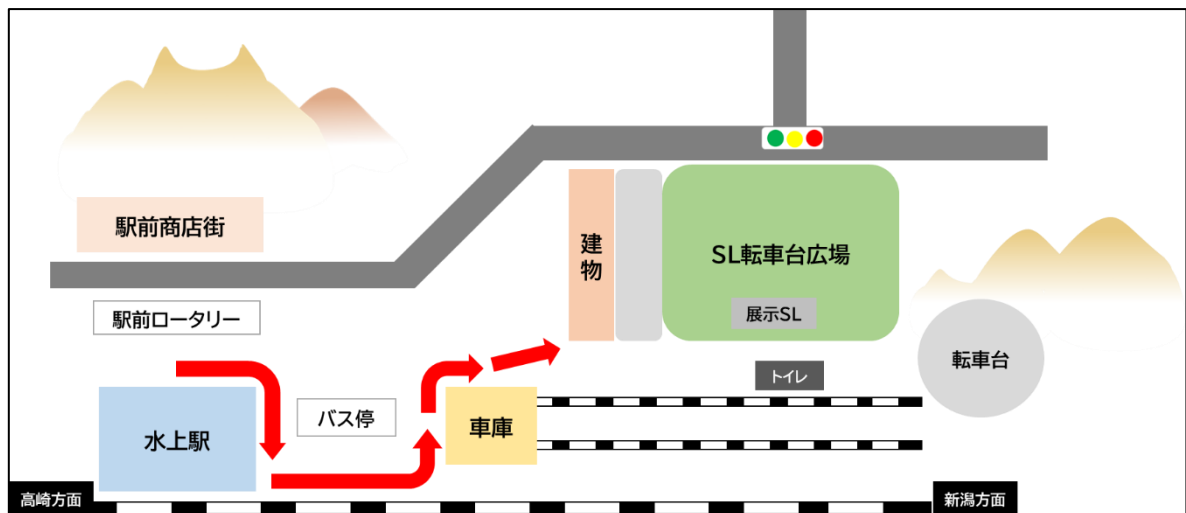 駅前商店街
建
物
SL転車台広場
展示SL
駅前ロータリー
転車台
トイレ
バス停
車庫
水上駅
高崎方面
新潟方面